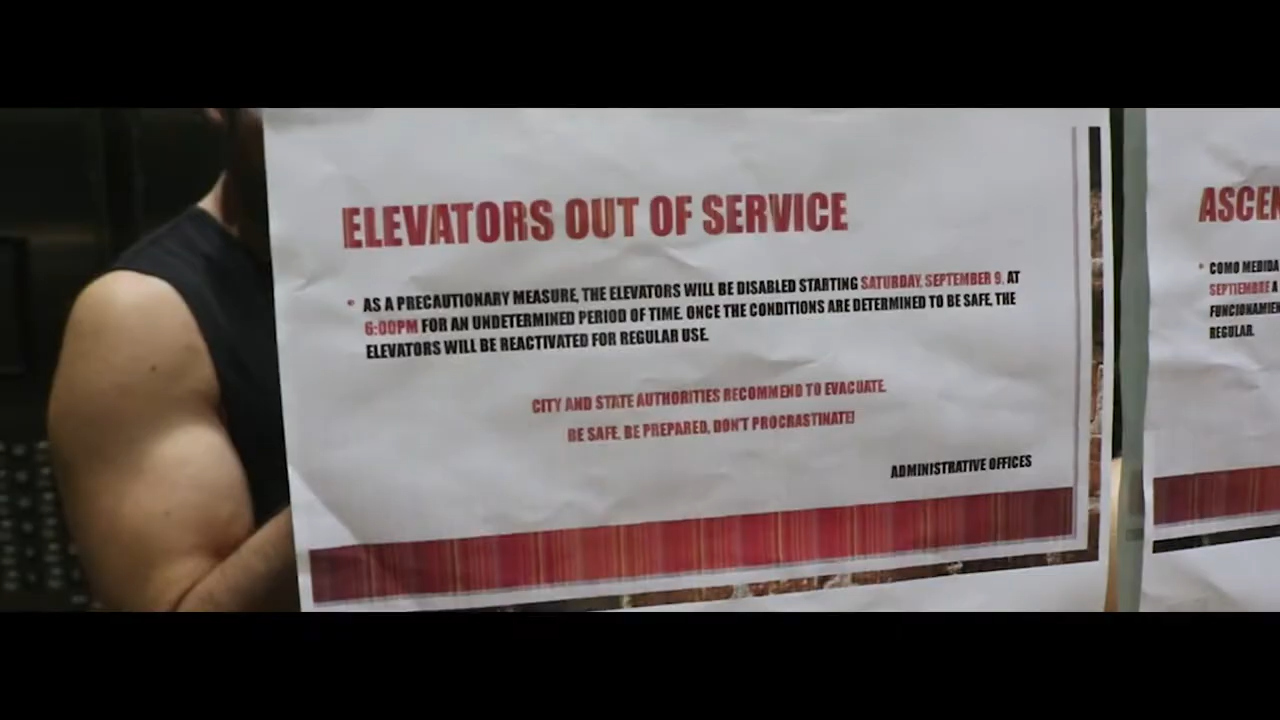 ELEVATORS OUT OF SERVICE
• AS A PRECAUTIONARY MEASURE, THE ELEVATORS WILL BE DISABLED STARTING SATURDAY, SEPTEMBER 9, AT
6:00PM FOR AN UNDETERMINED PERIOD OF TIME. ONCE THE CONDITIONS ARE DETERMINED TO BE SAFE, THE
ELEVATORS WILL BE REACTIVATED FOR REGULAR USE.
CITY AND STATE AUTHORITIES RECOMMEND TO EVACUATE.
BE SAFE, BE PREPARED, DON'T PROCRASTINATE!
ADMINISTRATIVE OFFICES
ASCEN
• COMO MEDIDA
SEPTIEMBRE A
FUNCIONAMIEN
REGULAR.